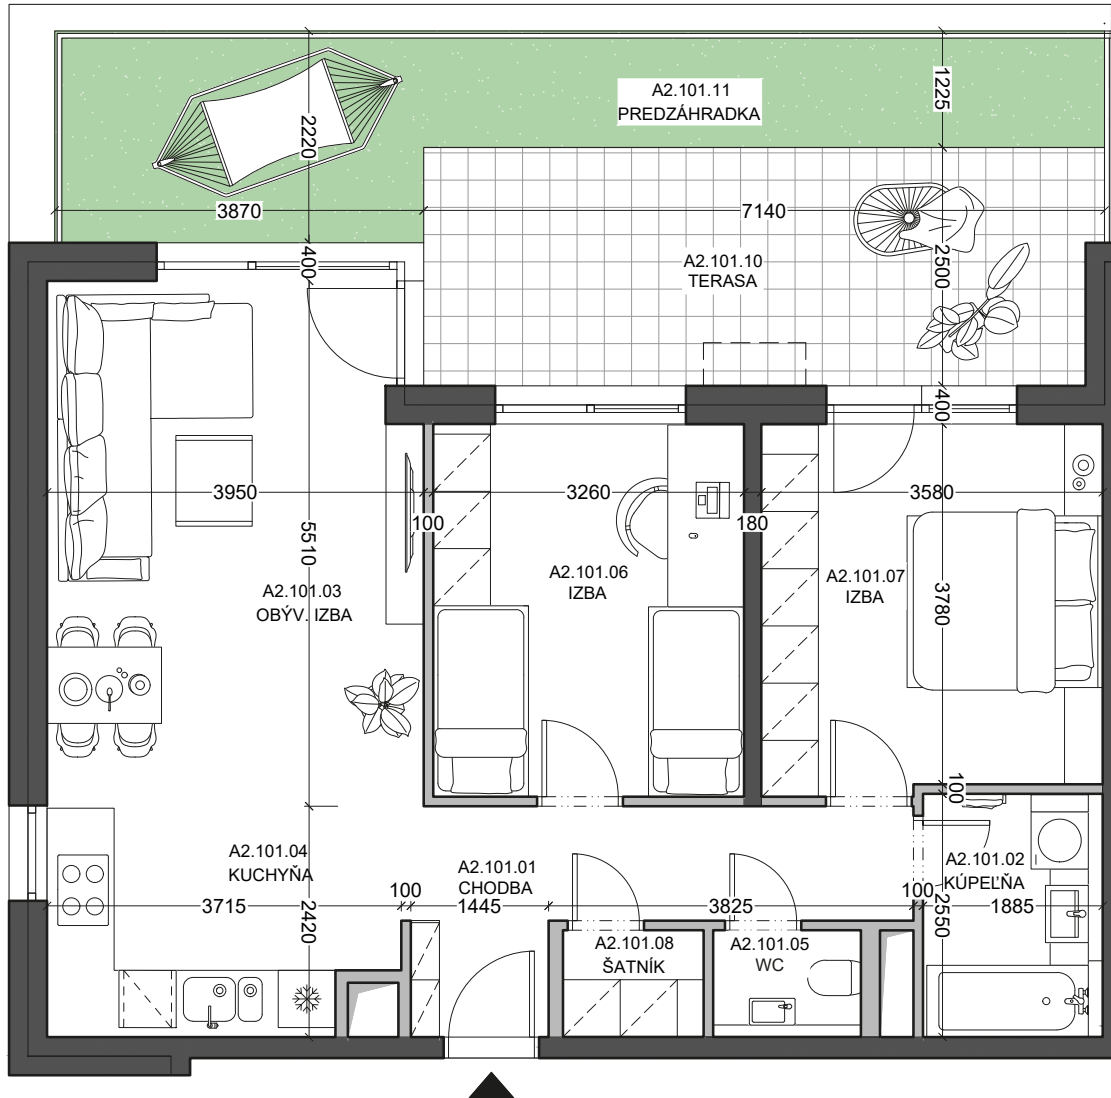 A2.101.11
PREDZÁHRADKA
1225
2220
3870
7140
A2.101.10
TERASA
2500
400
400
3950
100
3260
180
3580
5510
A2.101.03
OBÝV. IZBA
A2.101.06
IZBA
A2.101.07
IZBA
3780
100
A2.101.04
KUCHYŇA
A2.101.01
CHODBA
A2.101.02
KÚPEĽŇA
3715
100
1445
3825
100
1885
2420
2550
A2.101.08
ŠATNÍK
A2.101.05
WC